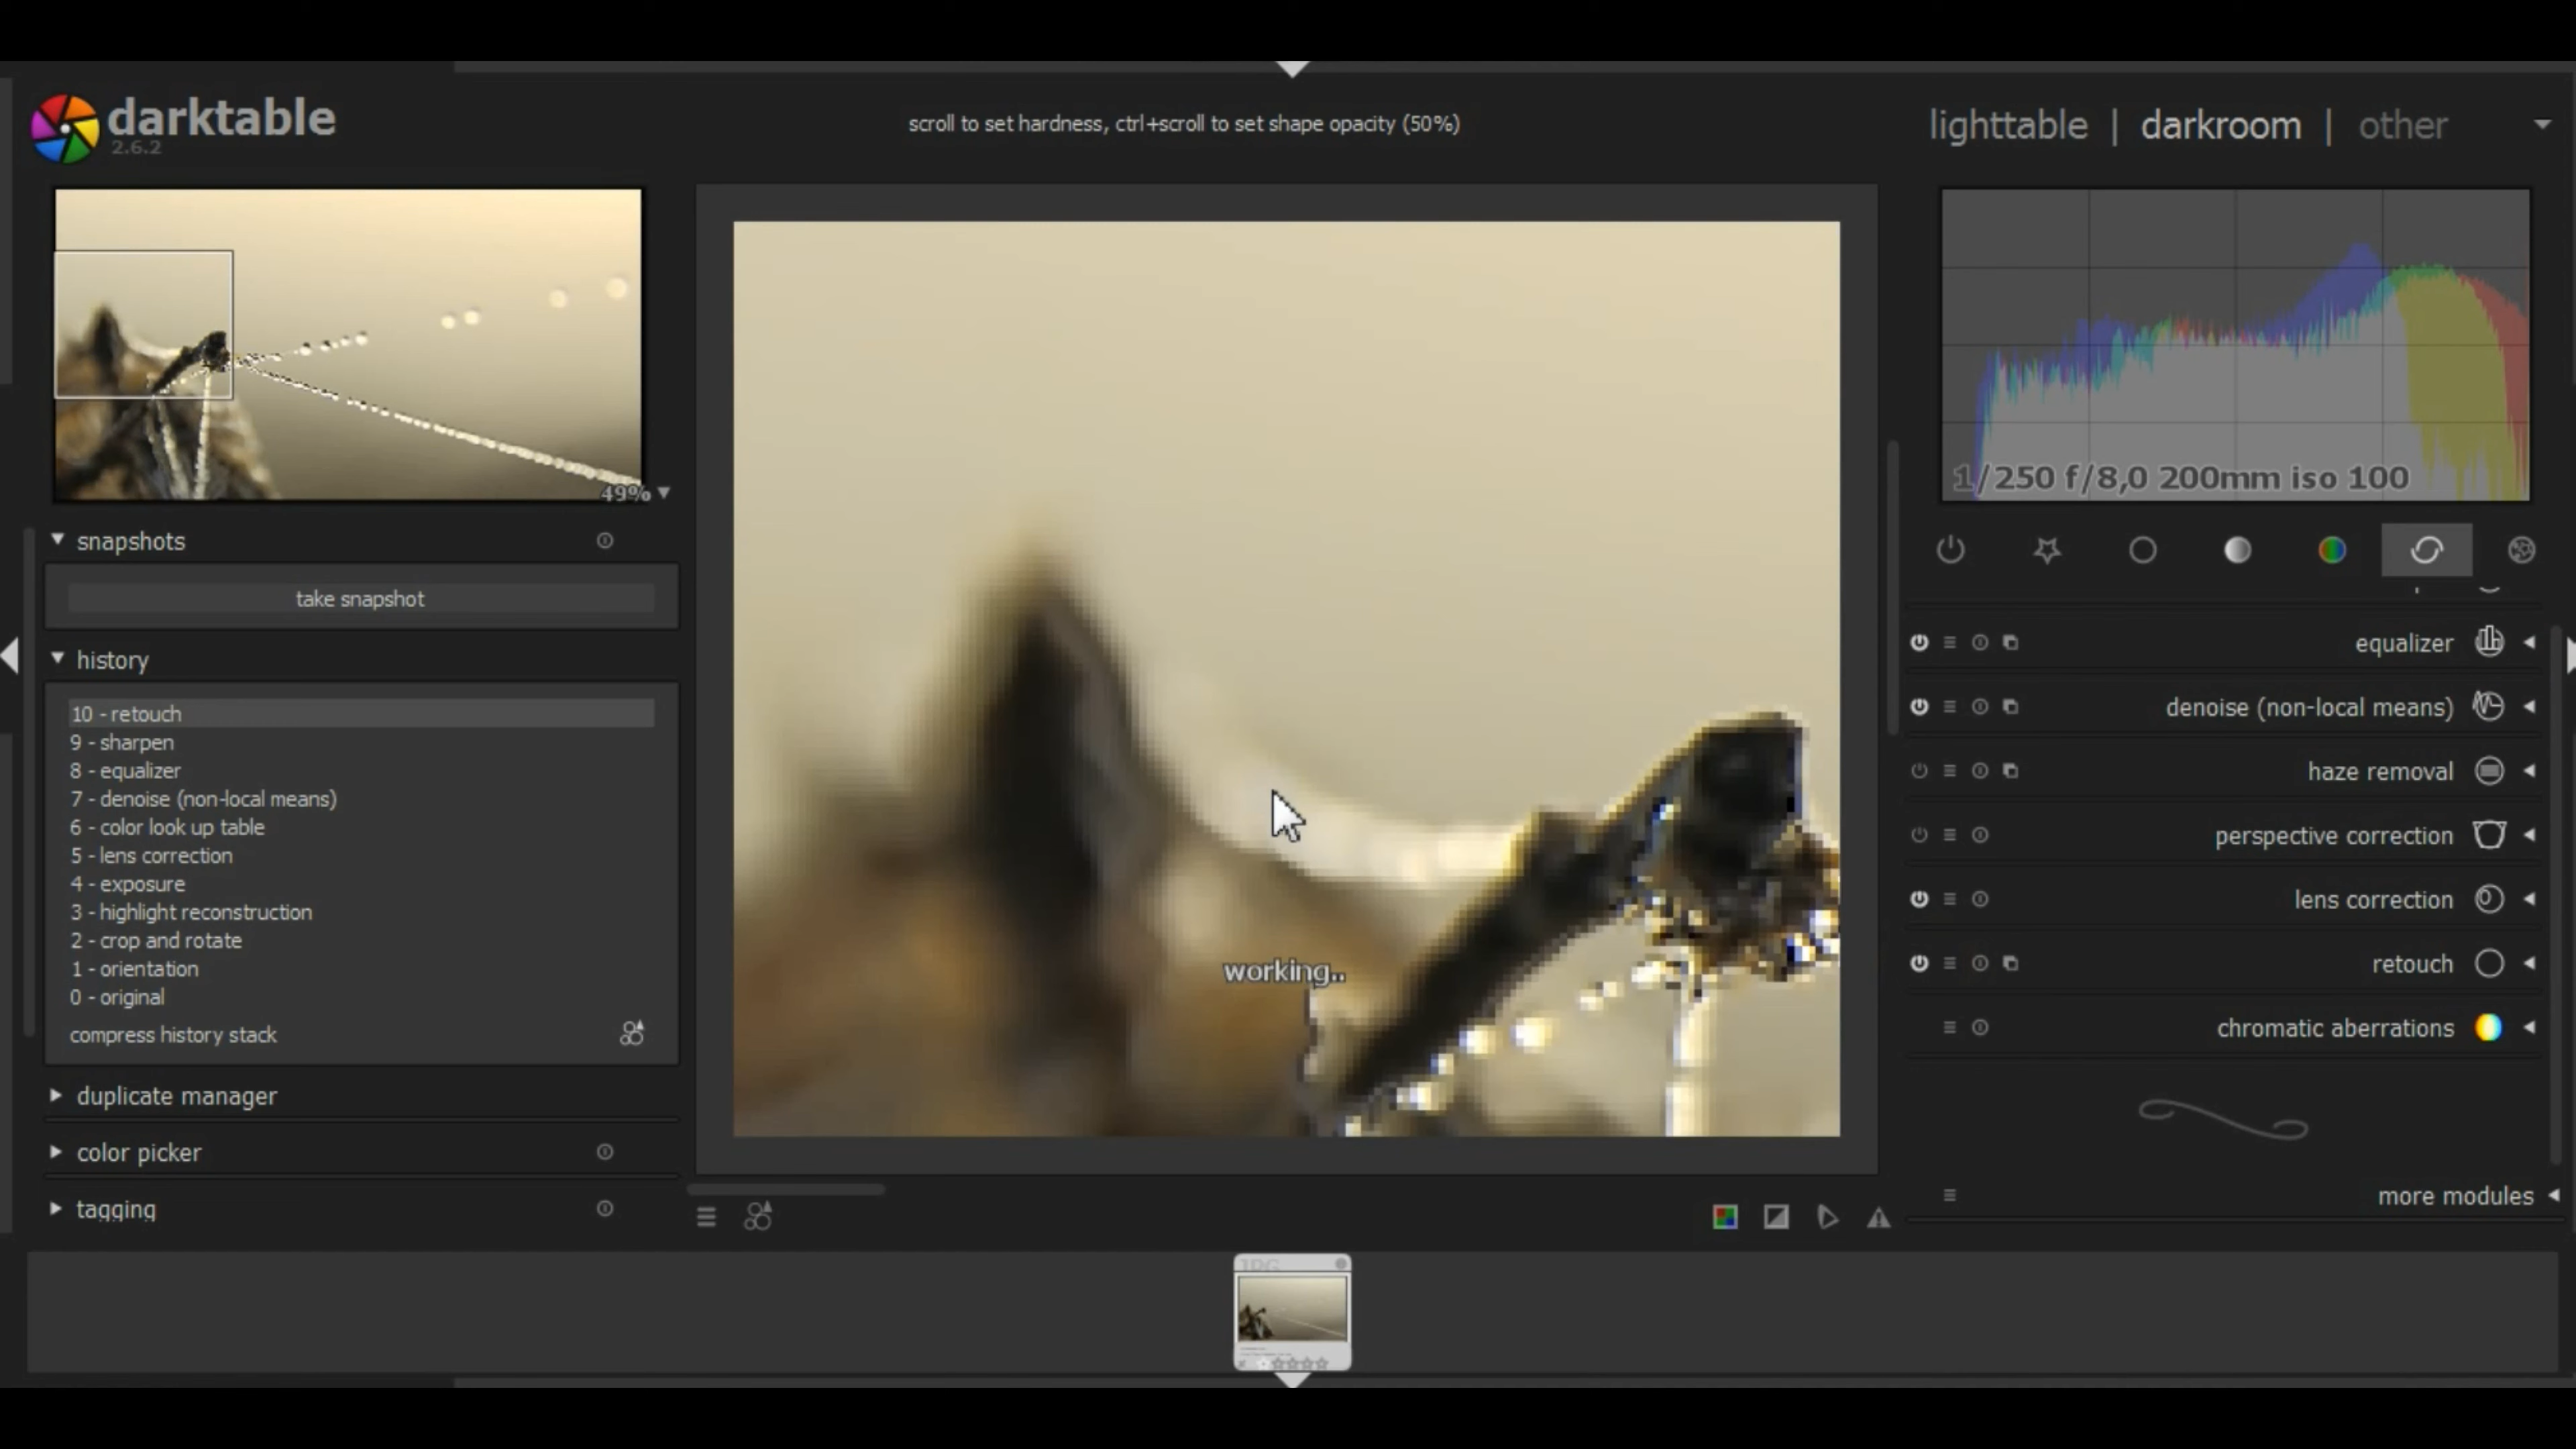 darktable
2.6.2
scroll to set hardness, ctrl+scroll to set shape opacity (50%)
lighttable | darkroom | other
49%
1/250 f/8,0 200mm iso 100
snapshots
take snapshot
history
10 - retouch
9 - sharpen
8 - equalizer
7 - denoise (non-local means)
6 - color look up table
5 - lens correction
4 - exposure
3 - highlight reconstruction
2 - crop and rotate
1 - orientation
0 - original
compress history stack
duplicate manager
color picker
tagging
working..
equalizer
denoise (non-local means)
haze removal
perspective correction
lens correction
retouch
chromatic aberrations
more modules
JPG